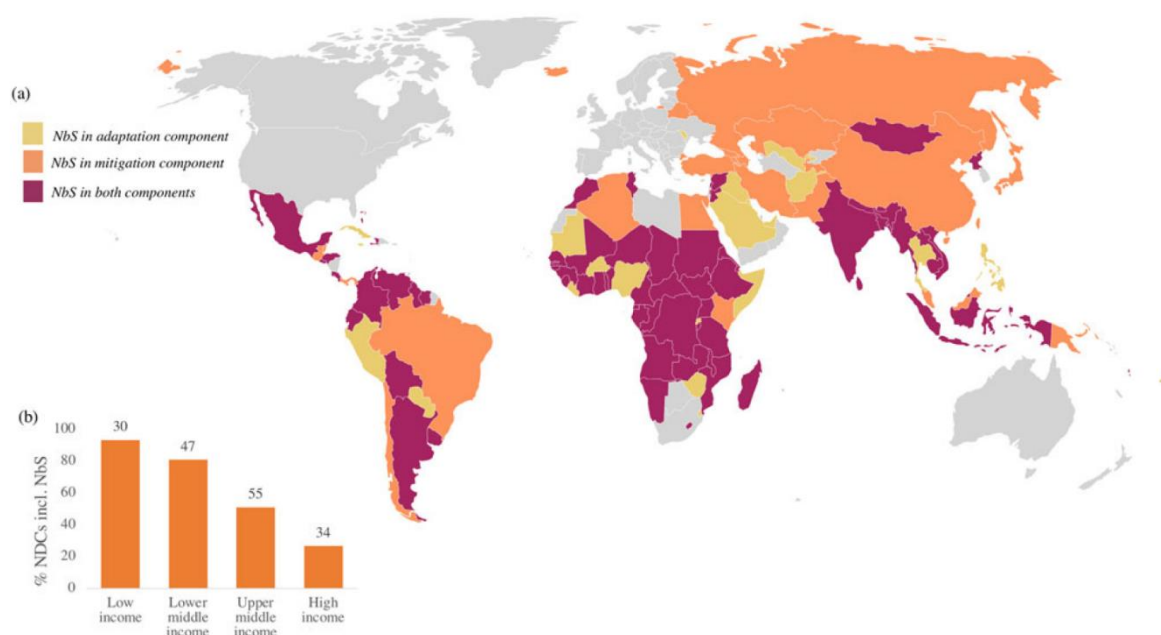 (a)
NbS in adaptation component
NbS in mitigation component
NbS in both components
(b)
% NDCs incl. NbS
100
80
60
40
20
0
30
47
55
34
Low
income
Lower
middle
income
Upper
middle
income
High
income